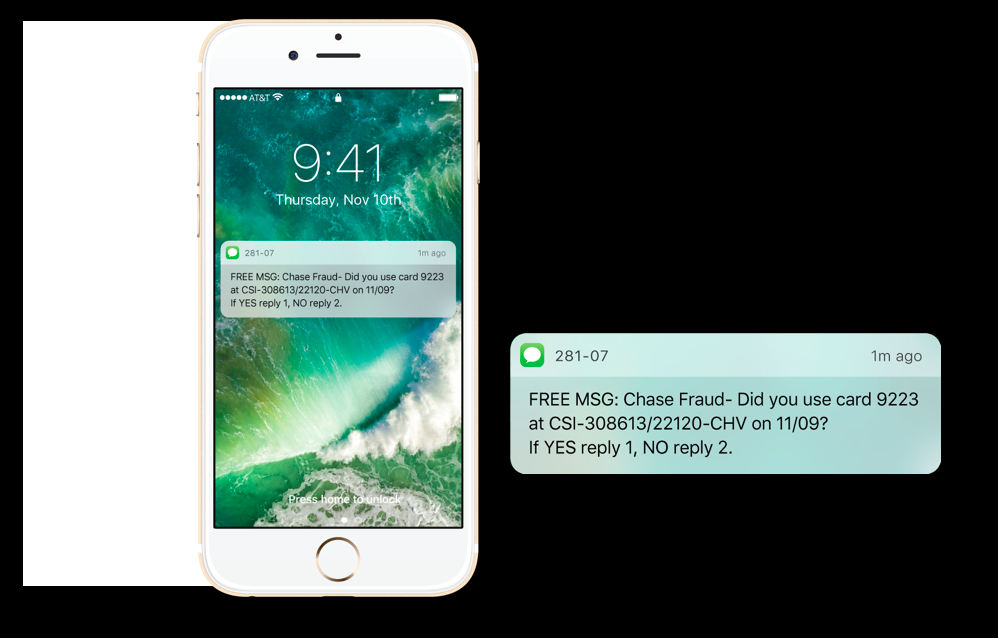 AT&T
9:41
Thursday, Nov 10th
281-07 1m ago
FREE MSG: Chase Fraud- Did you use card 9223
at CSI-308613/22120-CHV on 11/09?
If YES reply 1, NO reply 2.
Press home to unlock
281-07 1m ago
FREE MSG: Chase Fraud- Did you use card 9223
at CSI-308613/22120-CHV on 11/09?
If YES reply 1, NO reply 2.